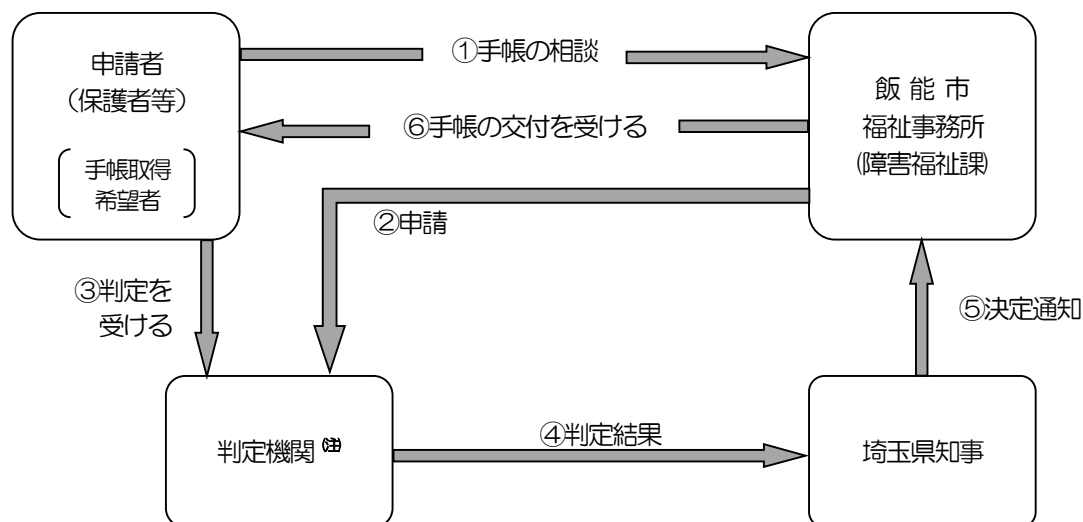 申請者
（保護者等）
手帳取得
希望者
①手帳の相談
⑥手帳の交付を受ける
飯能市
福祉事務所
(障害福祉課)
②申請
③判定を
受ける
⑤決定通知
判定機関(注)
④判定結果
埼玉県知事